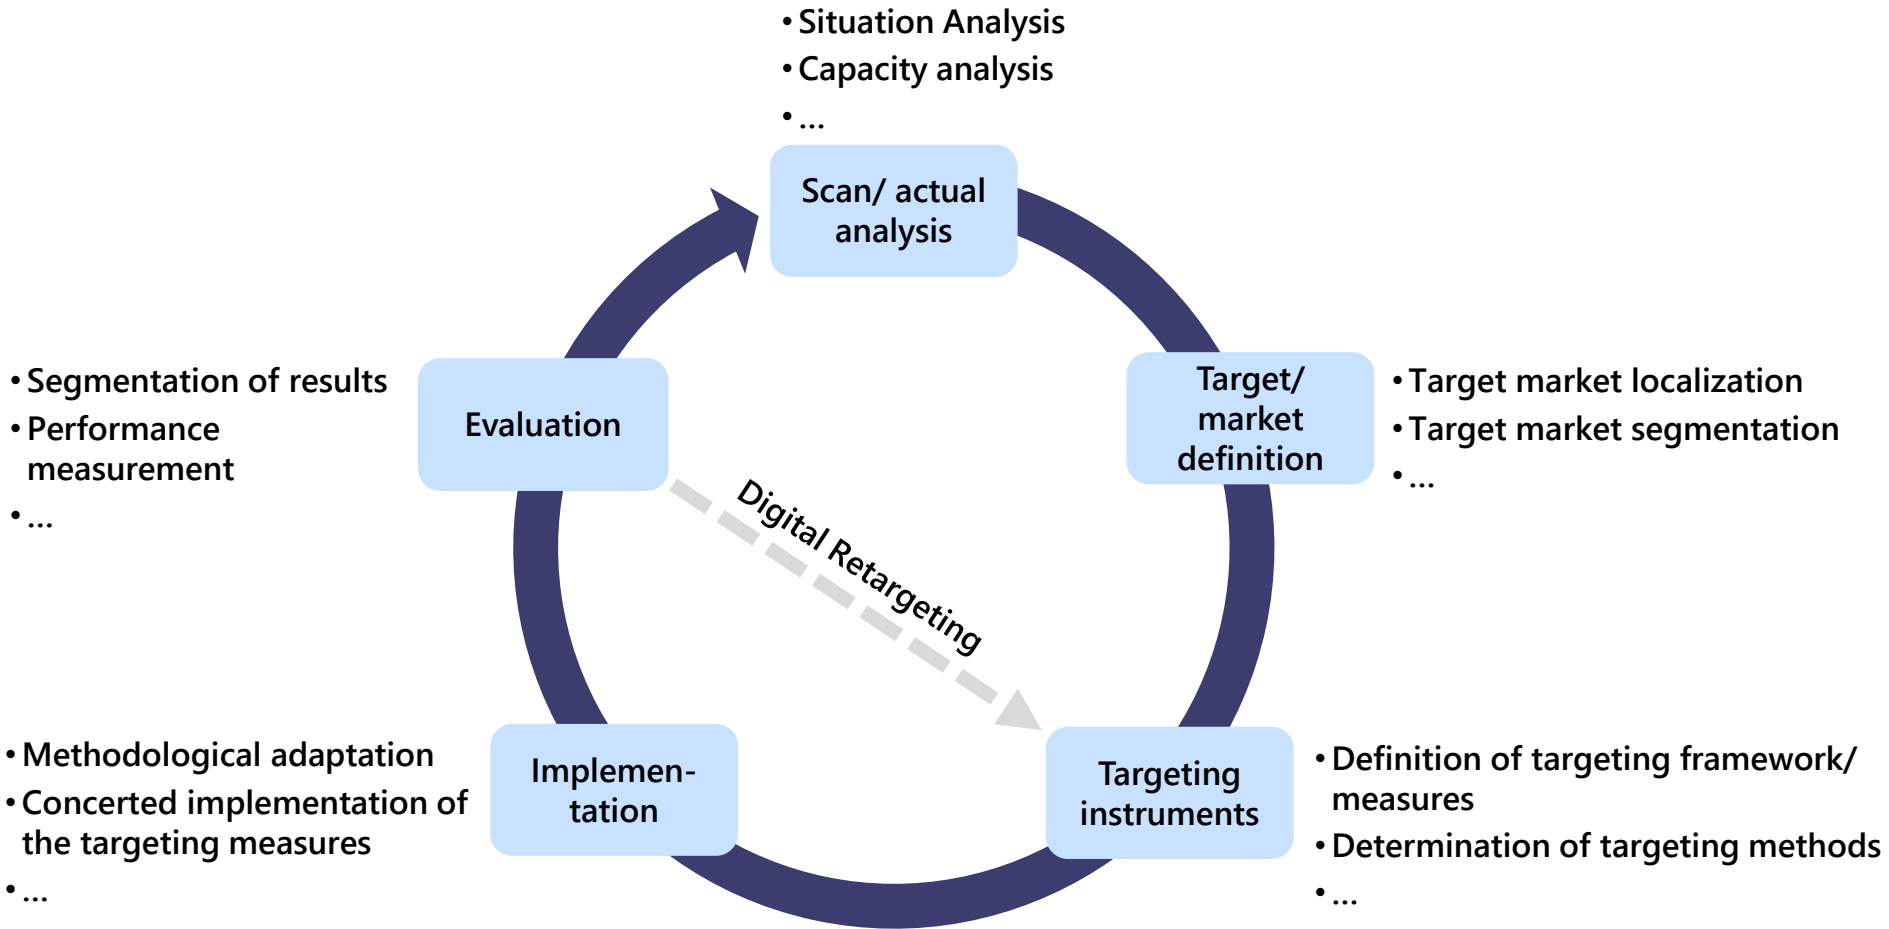 • Situation Analysis
• Capacity analysis
• ...
Scan/ actual
analysis
Target/
market
definition
• Target market localization
• Target market segmentation
• ...
Targeting
instruments
• Definition of targeting framework/
measures
• Determination of targeting methods
• ...
Implemen-
tation
• Methodological adaptation
• Concerted implementation of
the targeting measures
• ...
Evaluation
• Segmentation of results
• Performance
measurement
• ...
Digital Retargeting